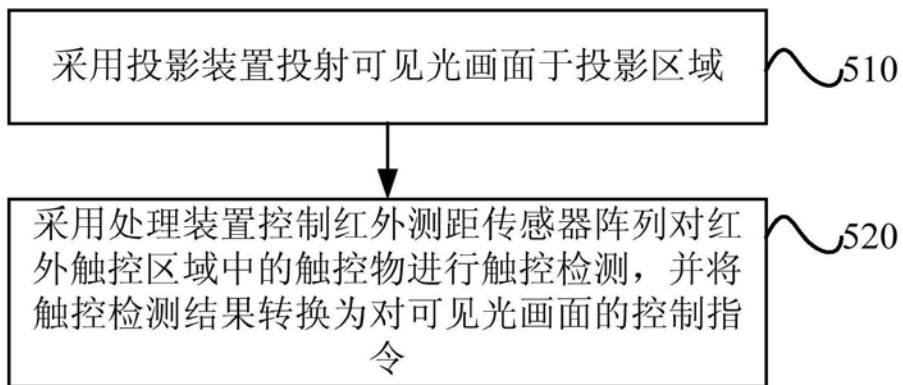 采用投影装置投射可见光画面于投影区域
510
采用处理装置控制红外测距传感器阵列对红
外触控区域中的触控物进行触控检测，并将
触控检测结果转换为对可见光画面的控制指
令
520